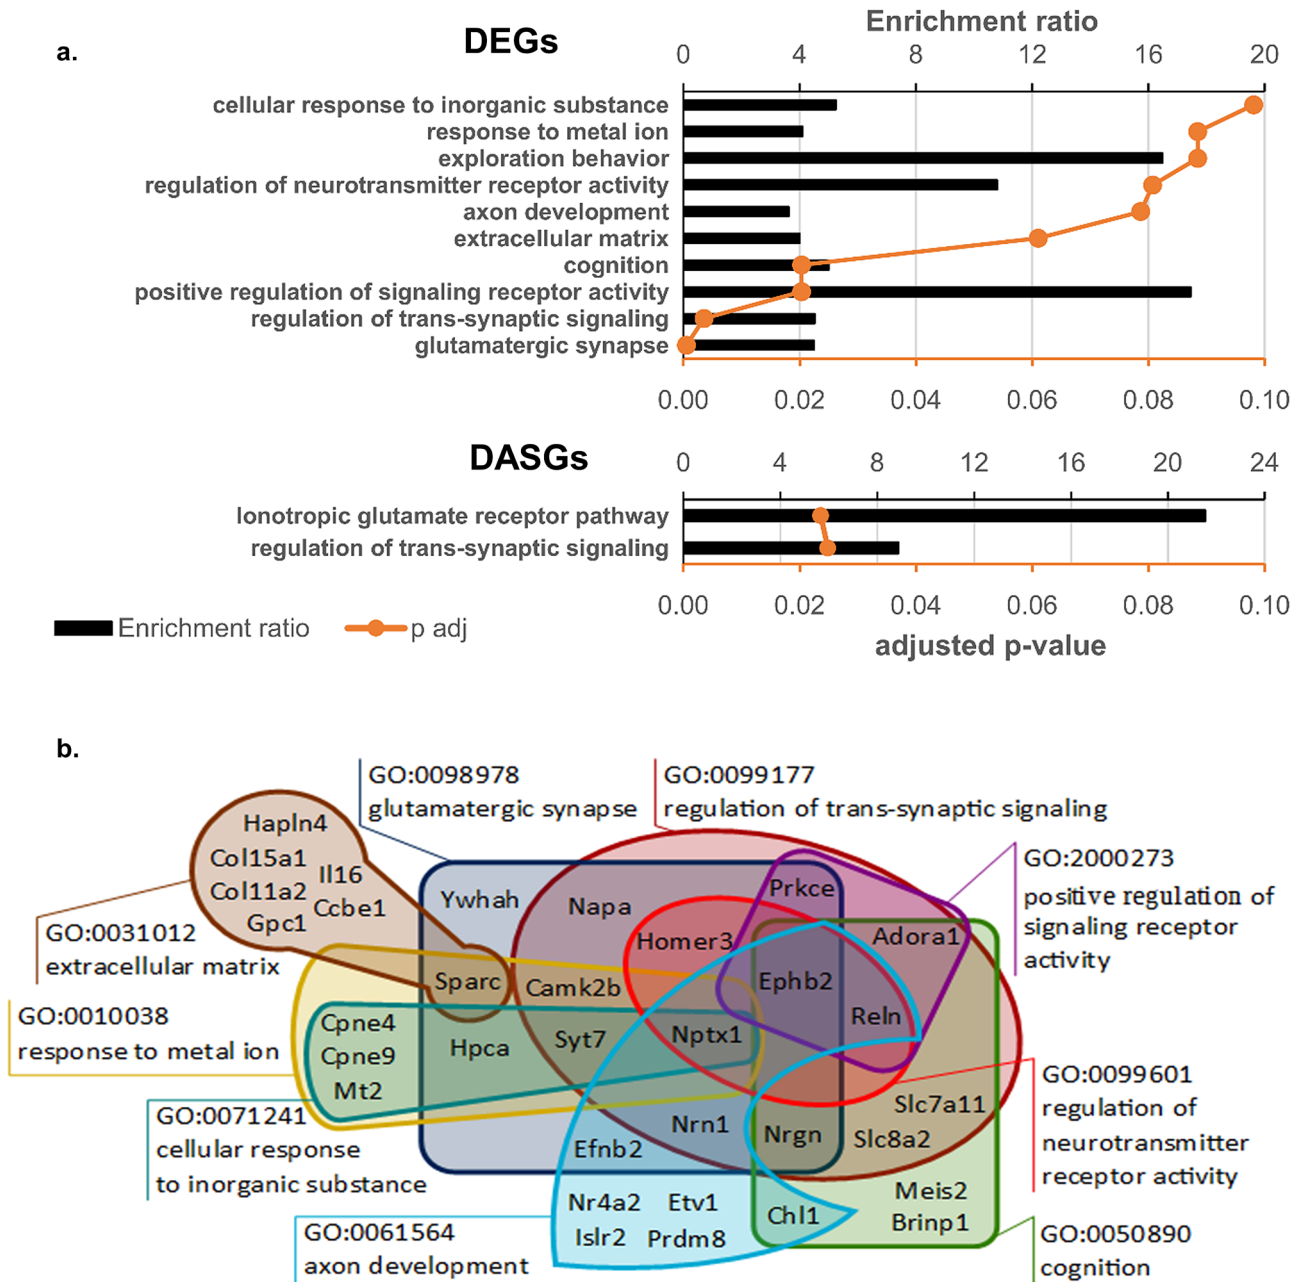 a.
DEGs
Enrichment ratio
0 4 8 12 16 20
cellular response to inorganic substance
response to metal ion
exploration behavior
regulation of neurotransmitter receptor activity
axon development
extracellular matrix
cognition
positive regulation of signaling receptor activity
regulation of trans-synaptic signaling
glutamatergic synapse
0.00 0.02 0.04 0.06 0.08 0.10
DASGs
0 4 8 12 16 20 24
Ionotropic glutamate receptor pathway
regulation of trans-synaptic signaling
0.00 0.02 0.04 0.06 0.08 0.10
Enrichment ratio
p adj
adjusted p-value
b.
GO:0098978
glutamatergic synapse
GO:0099177
regulation of trans-synaptic signaling
GO:2000273
positive regulation of
signaling receptor
activity
Hapln4
Col15a1
Il16
Col11a2
Ccbe1
Gpc1
GO:0031012
extracellular matrix
GO:0010038
response to metal ion
GO:0071241
cellular response
to inorganic substance
GO:0061564
axon development
Ywhah
Napa
Prkce
Homer3
Adora1
Sparc
Camk2b
Ephb2
Reln
Cpne4
Cpne9
Mt2
Hpca
Syt7
Nptx1
Slc7a11
Nrn1
Nrgn
Slc8a2
Efnb2
Nr4a2
Etv1
Islr2
Prdm8
Chl1
Meis2
Brinp1
GO:0099601
regulation of
neurotransmitter
receptor activity
GO:0050890
cognition